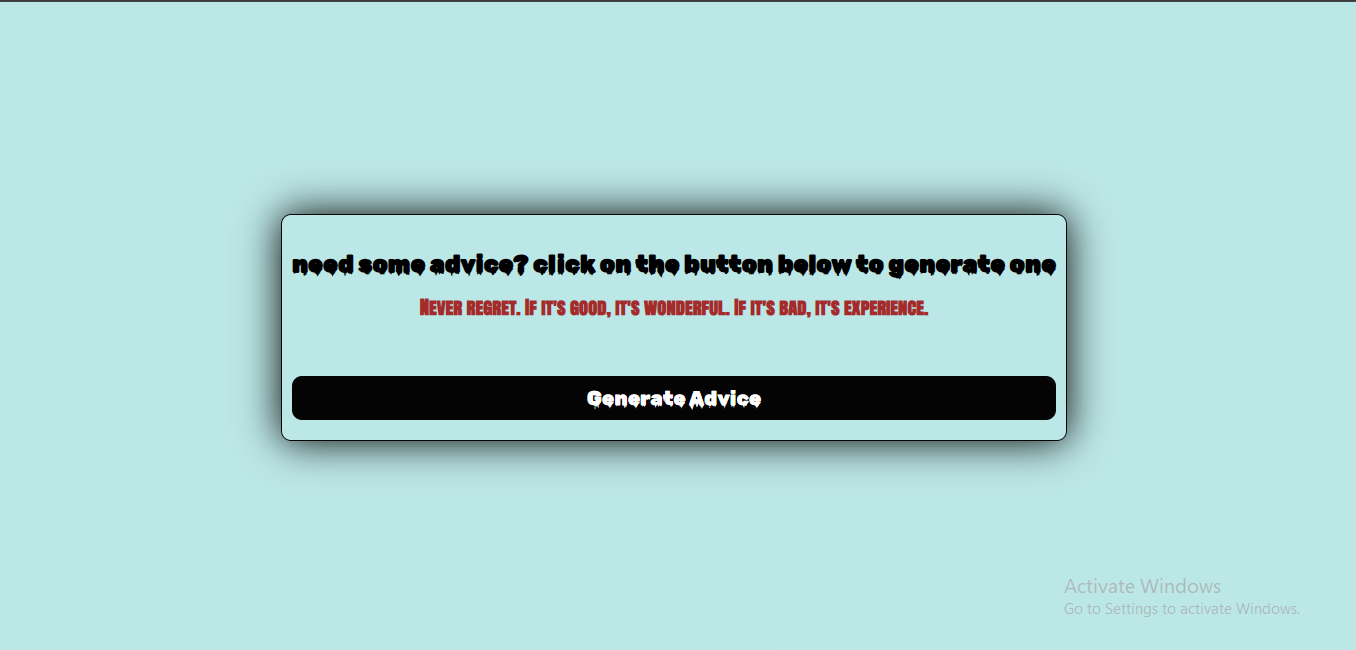 need some advice? click on the button below to generate one
Never regret. If it's good, it's wonderful. If it's bad, it's experience.
Generate Advice
Activate Windows
Go to Settings to activate Windows.